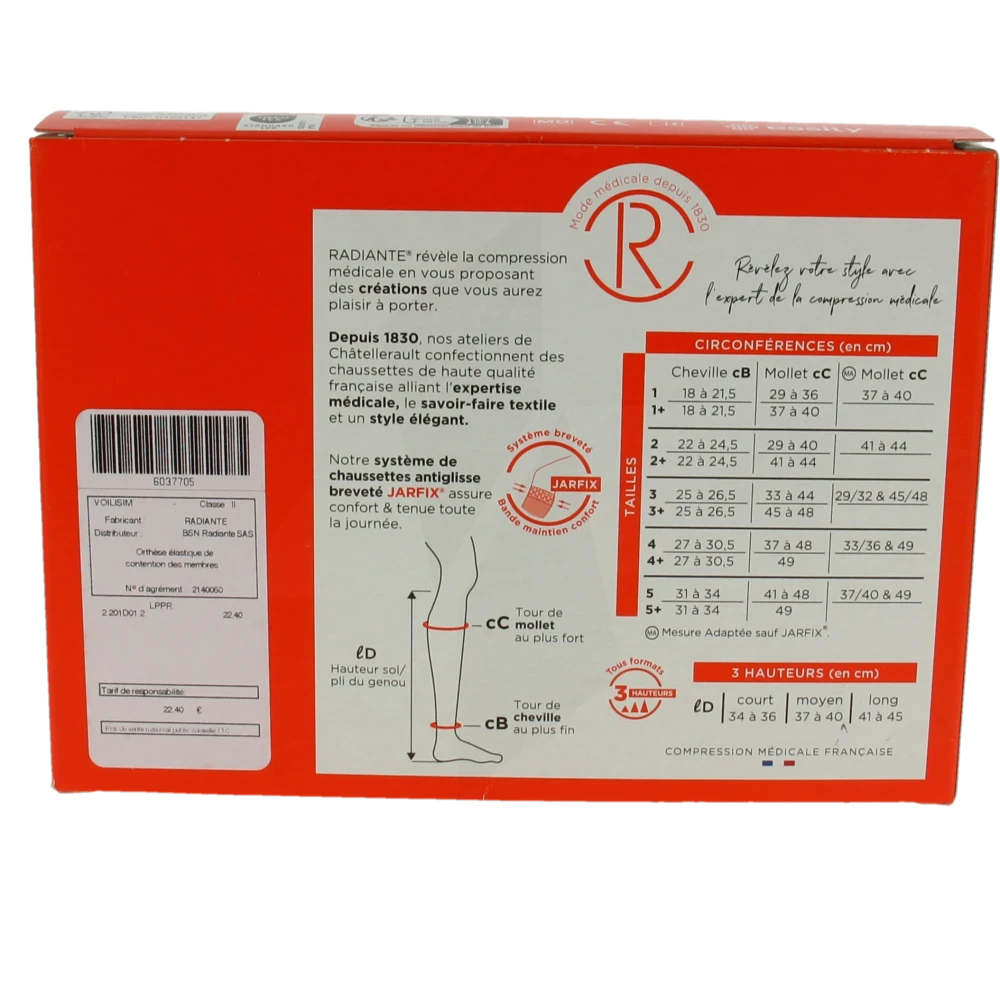 MD CE
essity
Mode médicale depuis 1830
R
RADIANTE® révèle la compression
médicale en vous proposant
des créations que vous aurez
plaisir à porter.
Depuis 1830, nos ateliers de
Châtellerault confectionnent des
chaussettes de haute qualité
française alliant l'expertise
médicale, le savoir-faire textile
et un style élégant.
Notre système de
chaussettes antiglisse
breveté JARFIX® assure
confort & tenue toute
la journée.
Système breveté
JARFIX
Bande maintien confort
Révélez votre style avec
l'expert de la compression médicale
CIRCONFÉRENCES (en cm)
Cheville cB Mollet cC MA Mollet cC
TAILLES
1 18 à 21,5 29 à 36 37 à 40
1+ 18 à 21,5 37 à 40
2 22 à 24,5 29 à 40 41 à 44
2+ 22 à 24,5 41 à 44
3 25 à 26,5 33 à 44 29/32 & 45/48
3+ 25 à 26,5 45 à 48
4 27 à 30,5 37 à 48 33/36 & 49
4+ 27 à 30,5 49
5 31 à 34 41 à 48 37/40 & 49
5+ 31 à 34 49
MA Mesure Adaptée sauf JARFIX®.
ℓD
Hauteur sol/
pli du genou
cC Tour de
mollet
au plus fort
cB Tour de
cheville
au plus fin
Tous formats
3 HAUTEURS
3 HAUTEURS (en cm)
ℓD court moyen long
34 à 36 37 à 40 41 à 45
COMPRESSION MÉDICALE FRANÇAISE
6037705
VOILISIM Classe II
Fabricant : RADIANTE
Distributeur : BSN Radiante SAS
Orthèse élastique de
contention des membres
N° d'agrément 2140060
LPPR
2 201D01.2 22.40
Tarif de responsabilité:
22.40 €